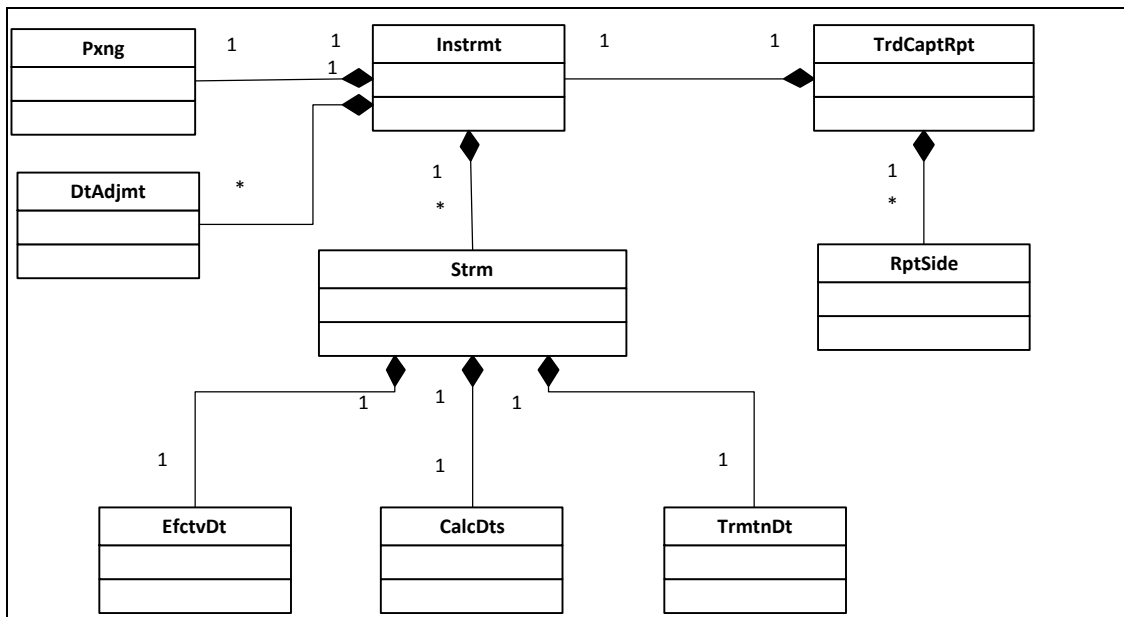 Pxng
1
1
1
Instrmt
1
1
TrdCaptRpt
DtAdjmt
*
1
*
1
*
Strm
RptSide
1
1
1
1
1
1
EfctvDt
CalcDts
TrmtnDt